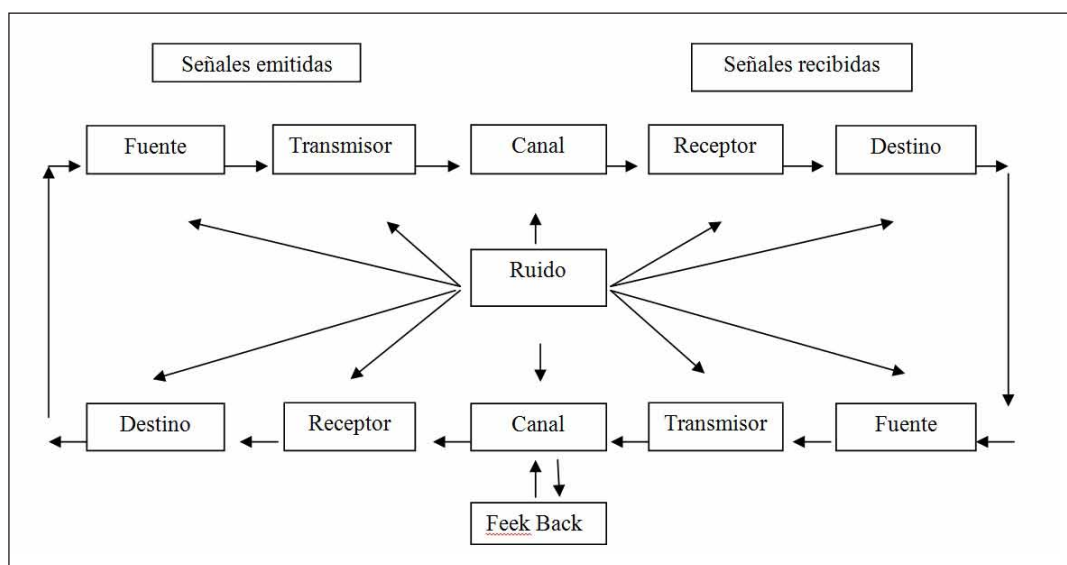 Señales emitidas
Señales recibidas
Fuente
Transmisor
Canal
Receptor
Destino
Ruido
Destino
Receptor
Canal
Transmisor
Fuente
Feek Back